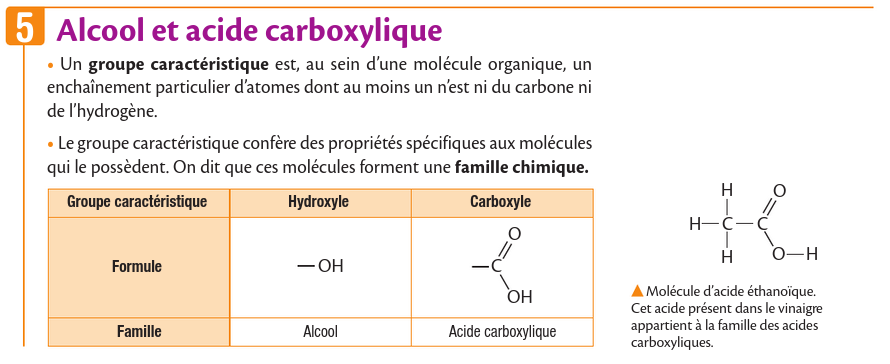 5 Alcool et acide carboxylique
• Un groupe caractéristique est, au sein d'une molécule organique, un
enchaînement particulier d'atomes dont au moins un n'est ni du carbone ni
de l'hydrogène.
• Le groupe caractéristique confère des propriétés spécifiques aux molécules
qui le possèdent. On dit que ces molécules forment une famille chimique.
Groupe caractéristique Hydroxyle Carboxyle
O
Formule —OH —C
OH
Famille Alcool Acide carboxylique
H O
H—C—C
H O—H
▲ Molécule d'acide éthanoïque.
Cet acide présent dans le vinaigre
appartient à la famille des acides
carboxyliques.